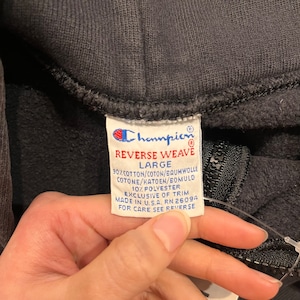 Champion®
REVERSE WEAVE®
LARGE
90% COTTON/COTON/BAUMWOLLE
COTONE/KATOEN/BOMULD
10% POLYESTER
EXCLUSIVE OF TRIM
MADE IN U.S.A. RN 26094
FOR CARE SEE REVERSE